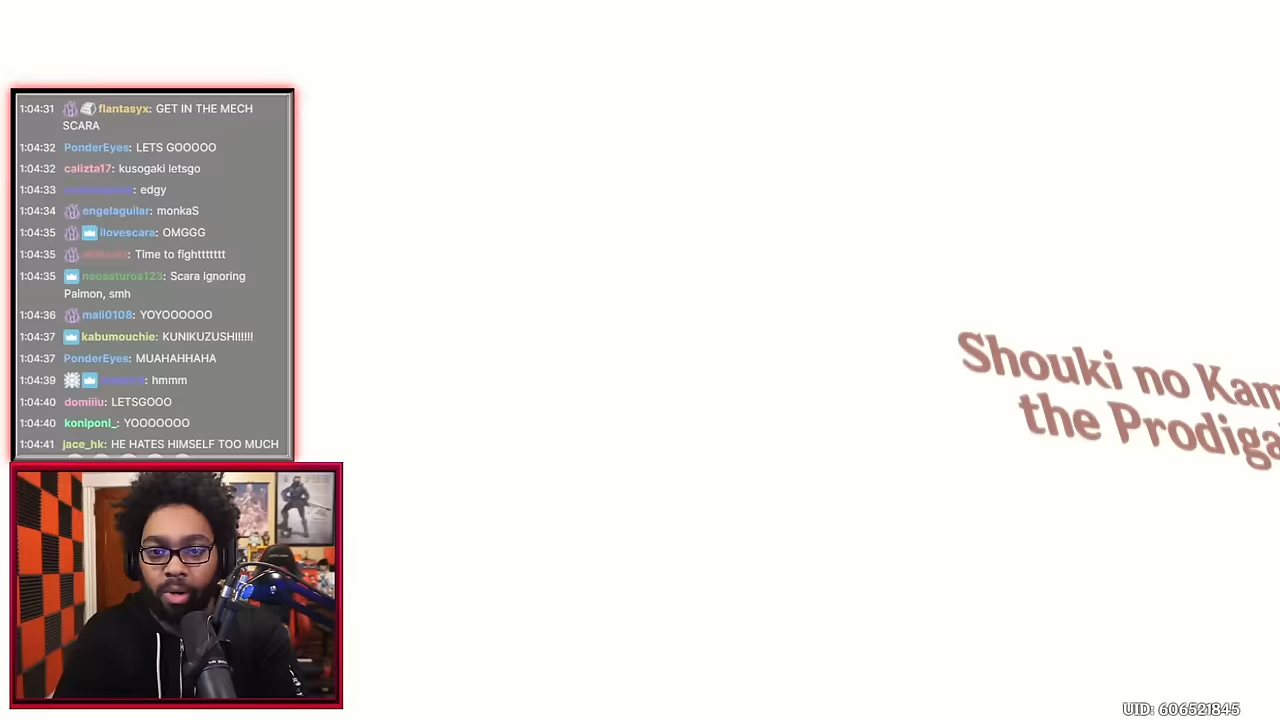 1:04:31 flantasyx: GET IN THE MECH
SCARA
1:04:32 PonderEyes: LETS GOOOOO
1:04:32 calizta17: kusogaki letsgo
1:04:33 : edgy
1:04:34 engelaguilar: monkaS
1:04:35 ilovescara: OMGGG
1:04:35 : Time to fighttttttt
1:04:35 neossturos123: Scara ignoring
Paimon, smh
1:04:36 mali0108: YOYOOOOOO
1:04:37 kabumouchie: KUNIKUZUSH!!!!!!
1:04:37 PonderEyes: MUAHAHHAHA
1:04:39 : hmmm
1:04:40 domiiiu: LETSGOOO
1:04:40 koniponi_: YOOOOOOO
1:04:41 jace_hk: HE HATES HIMSELF TOO MUCH
Shouki no Kam
the Prodiga
UID: 606521845